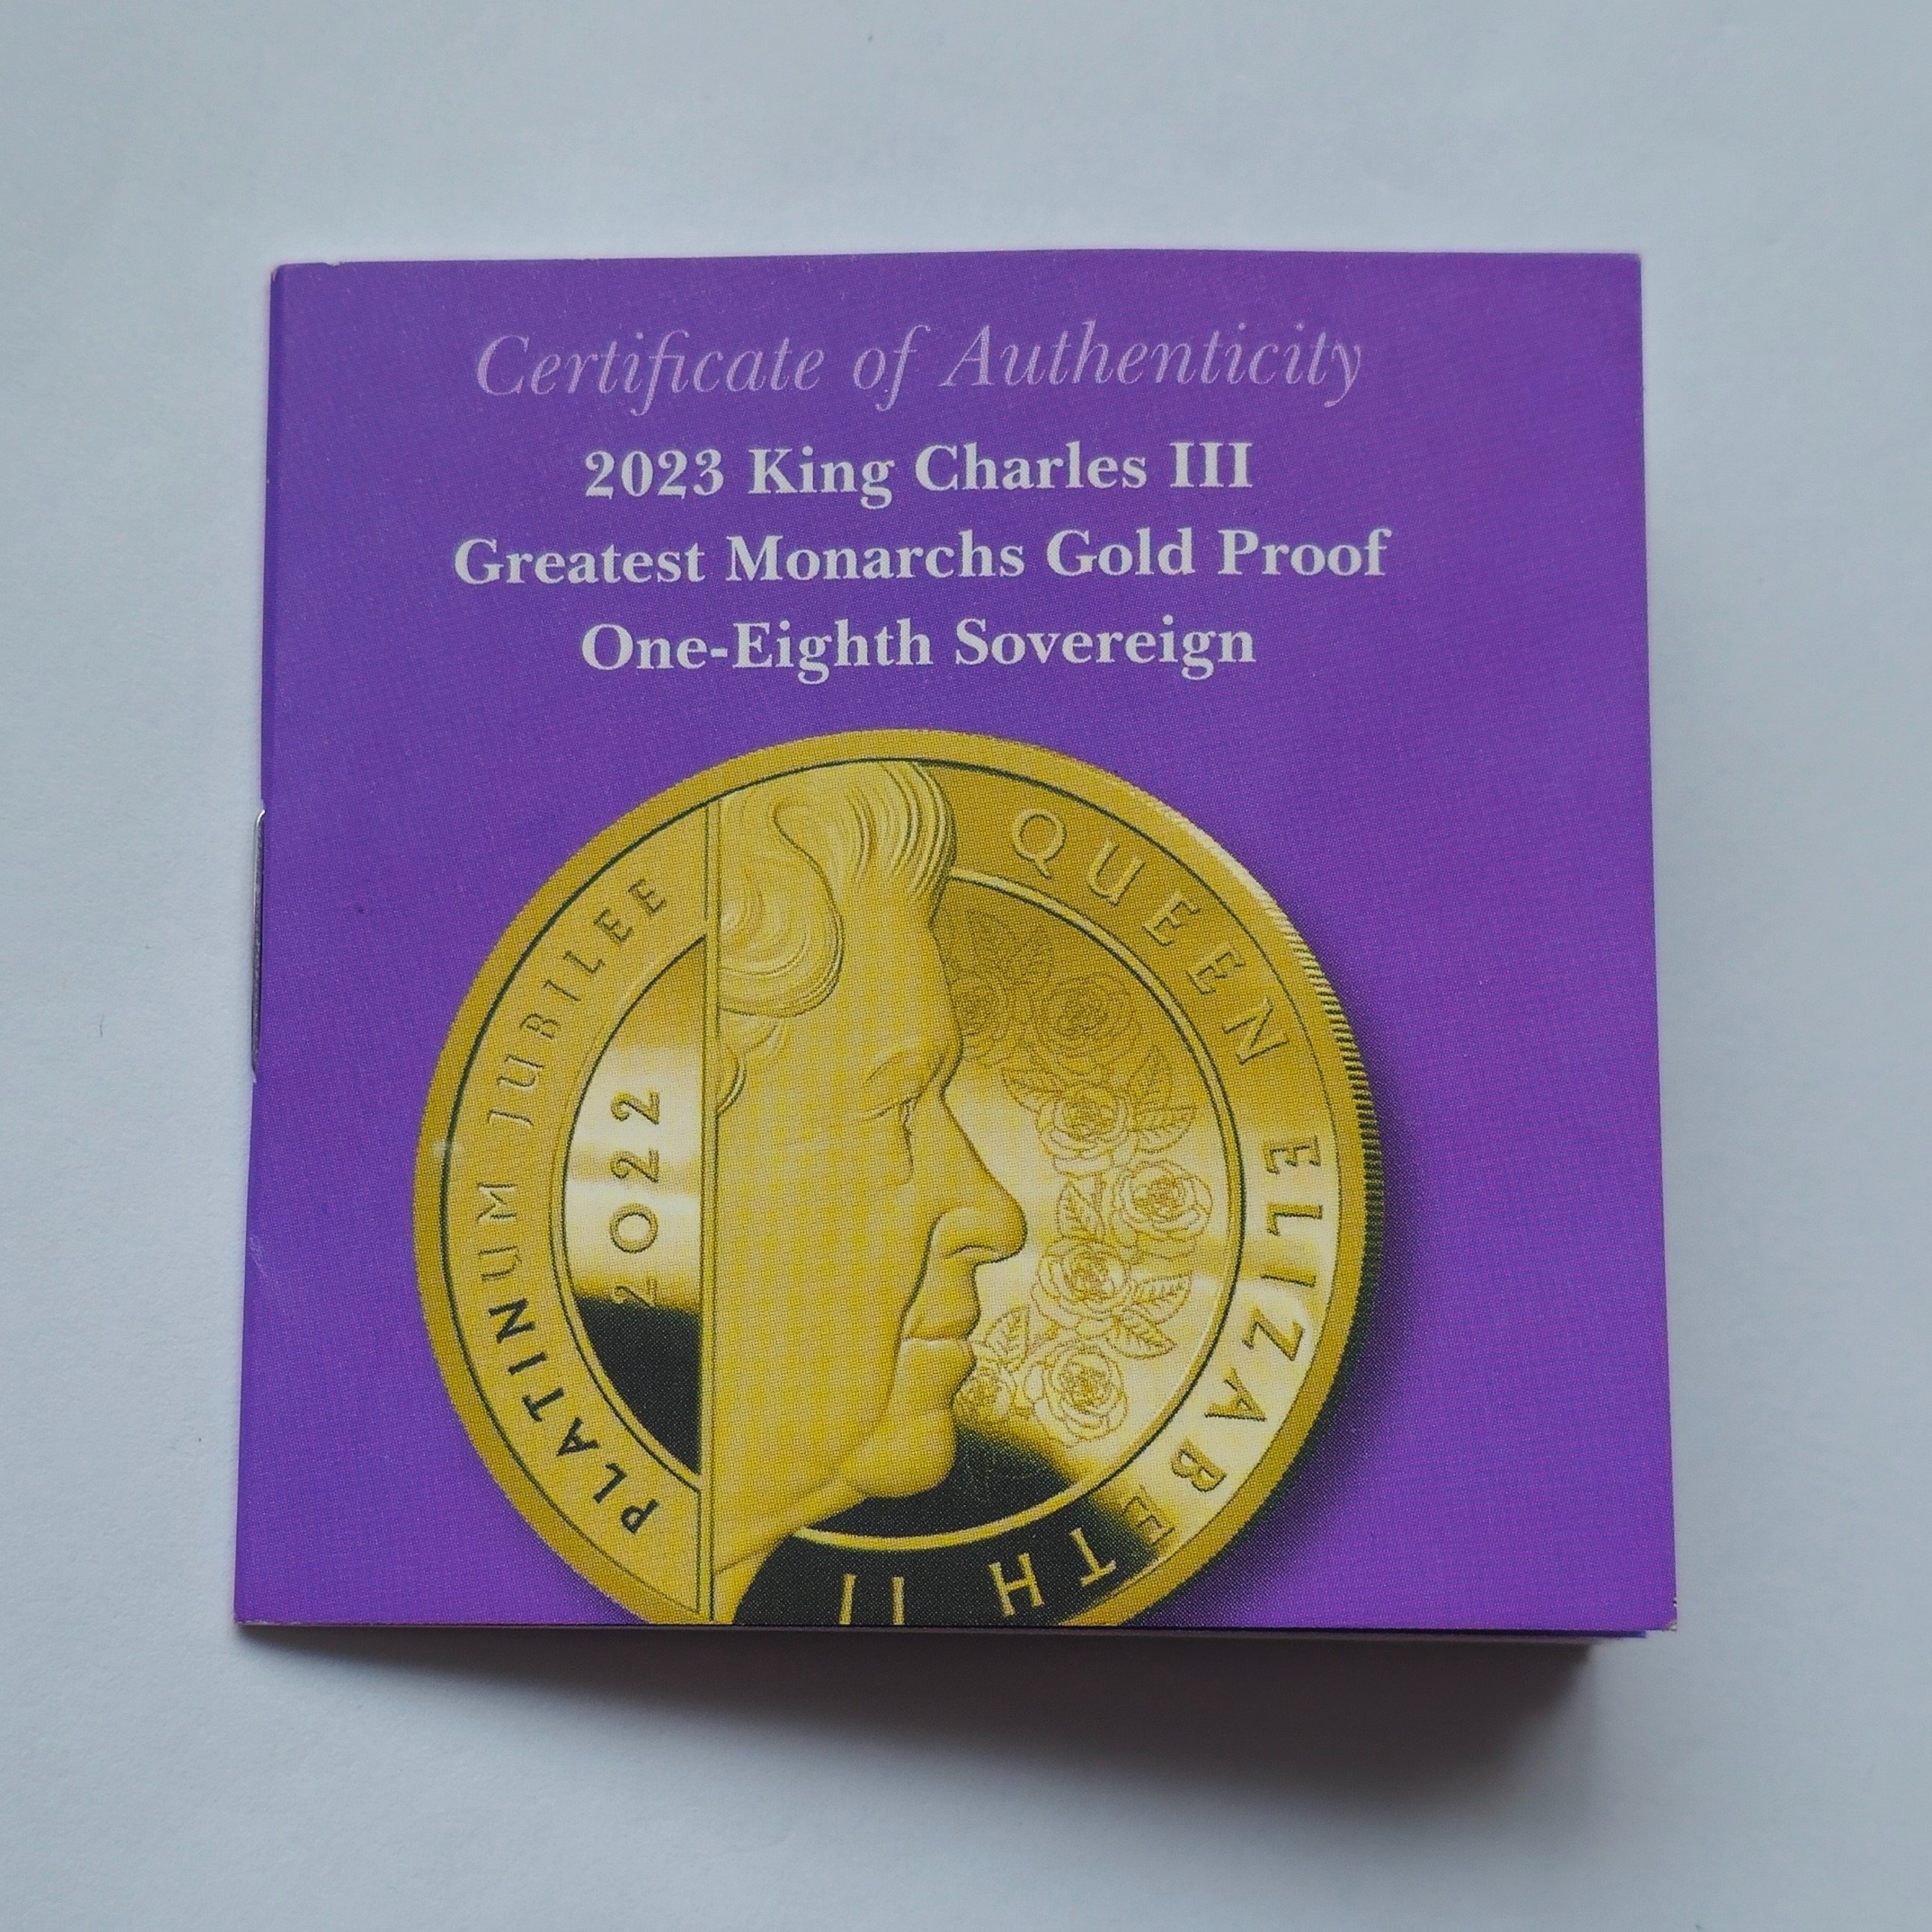 Certificate of Authenticity
2023 King Charles III
Greatest Monarchs Gold Proof
One-Eighth Sovereign
PLATINUM JUBILEE
2022
QUEEN ELIZABETH II